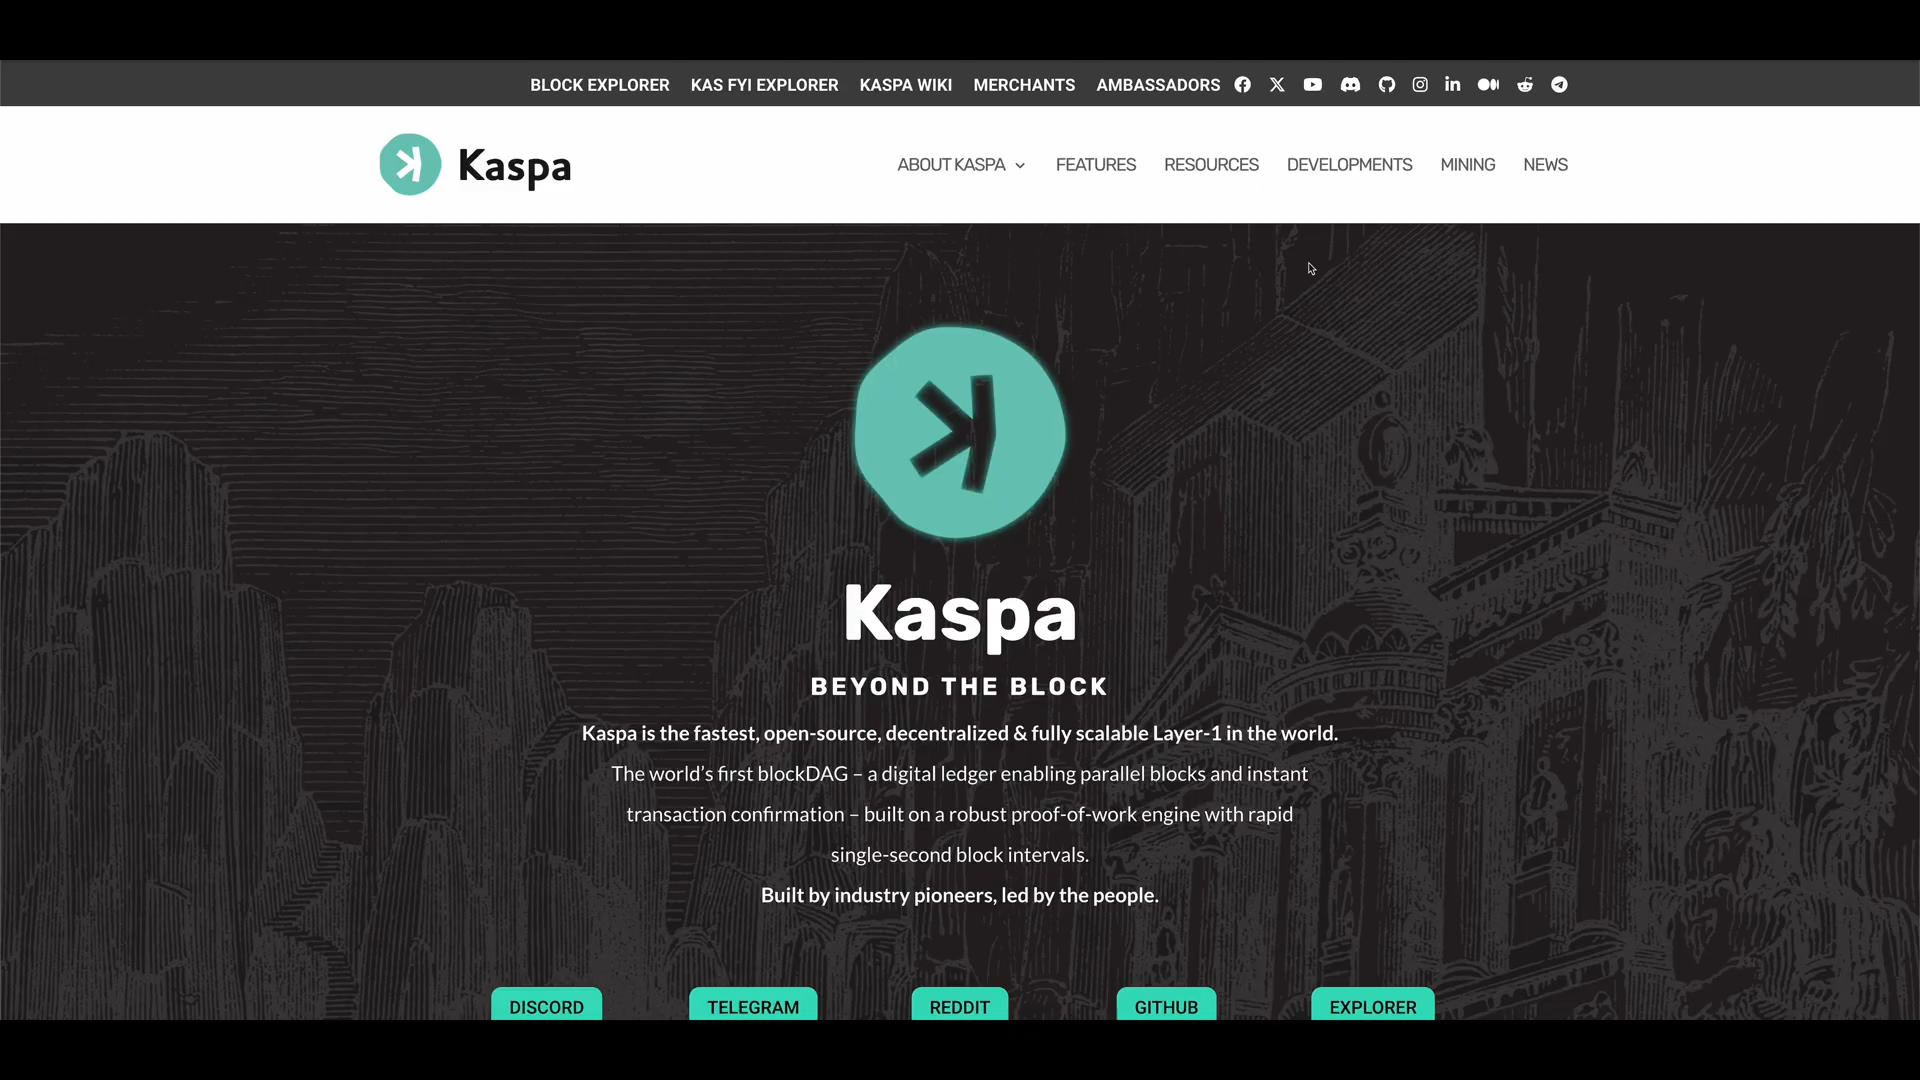 BLOCK EXPLORER KAS FYI EXPLORER KASPA WIKI MERCHANTS AMBASSADORS
Kaspa ABOUT KASPA FEATURES RESOURCES DEVELOPMENTS MINING NEWS
Kaspa
BEYOND THE BLOCK
Kaspa is the fastest, open-source, decentralized & fully scalable Layer-1 in the world.
The world’s first blockDAG – a digital ledger enabling parallel blocks and instant
transaction confirmation – built on a robust proof-of-work engine with rapid
single-second block intervals.
Built by industry pioneers, led by the people.
DISCORD TELEGRAM REDDIT GITHUB EXPLORER